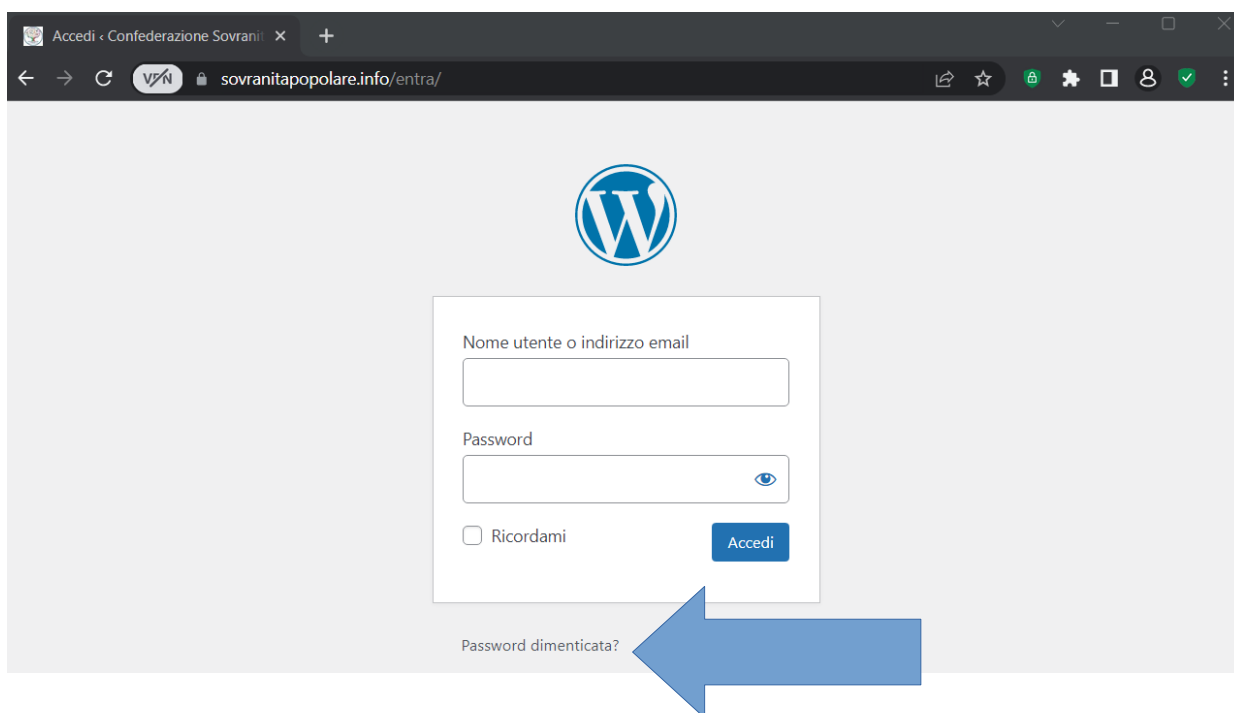 Accedi ‹ Confederazione Sovranit
VPN
sovranitapopolare.info/entra/
Nome utente o indirizzo email
Password
Ricordami
Accedi
Password dimenticata?